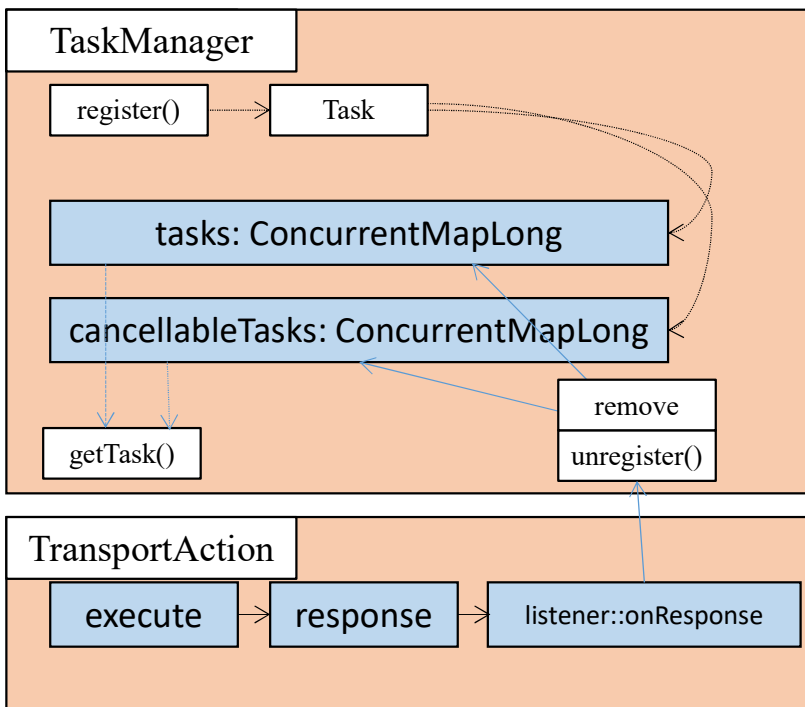 TaskManager
register()
Task
tasks: ConcurrentMapLong
cancellableTasks: ConcurrentMapLong
remove
getTask()
unregister()
TransportAction
execute
response
listener::onResponse